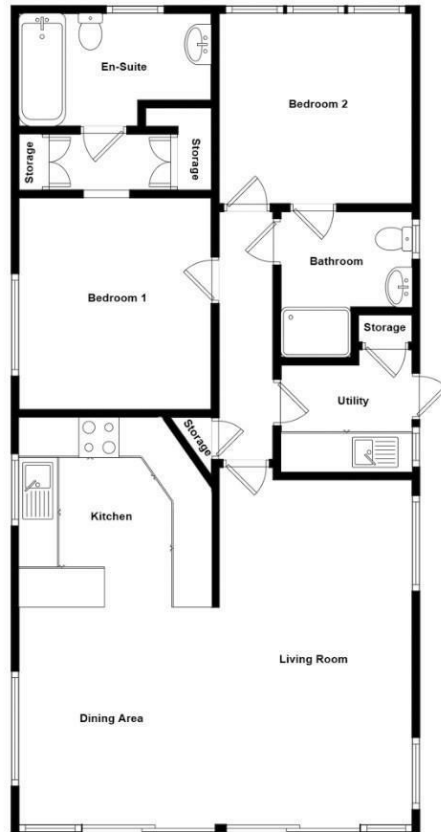 En-Suite
Bedroom 2
Storage
Storage
Bathroom
Bedroom 1
Storage
Utility
Storage
Kitchen
Living Room
Dining Area